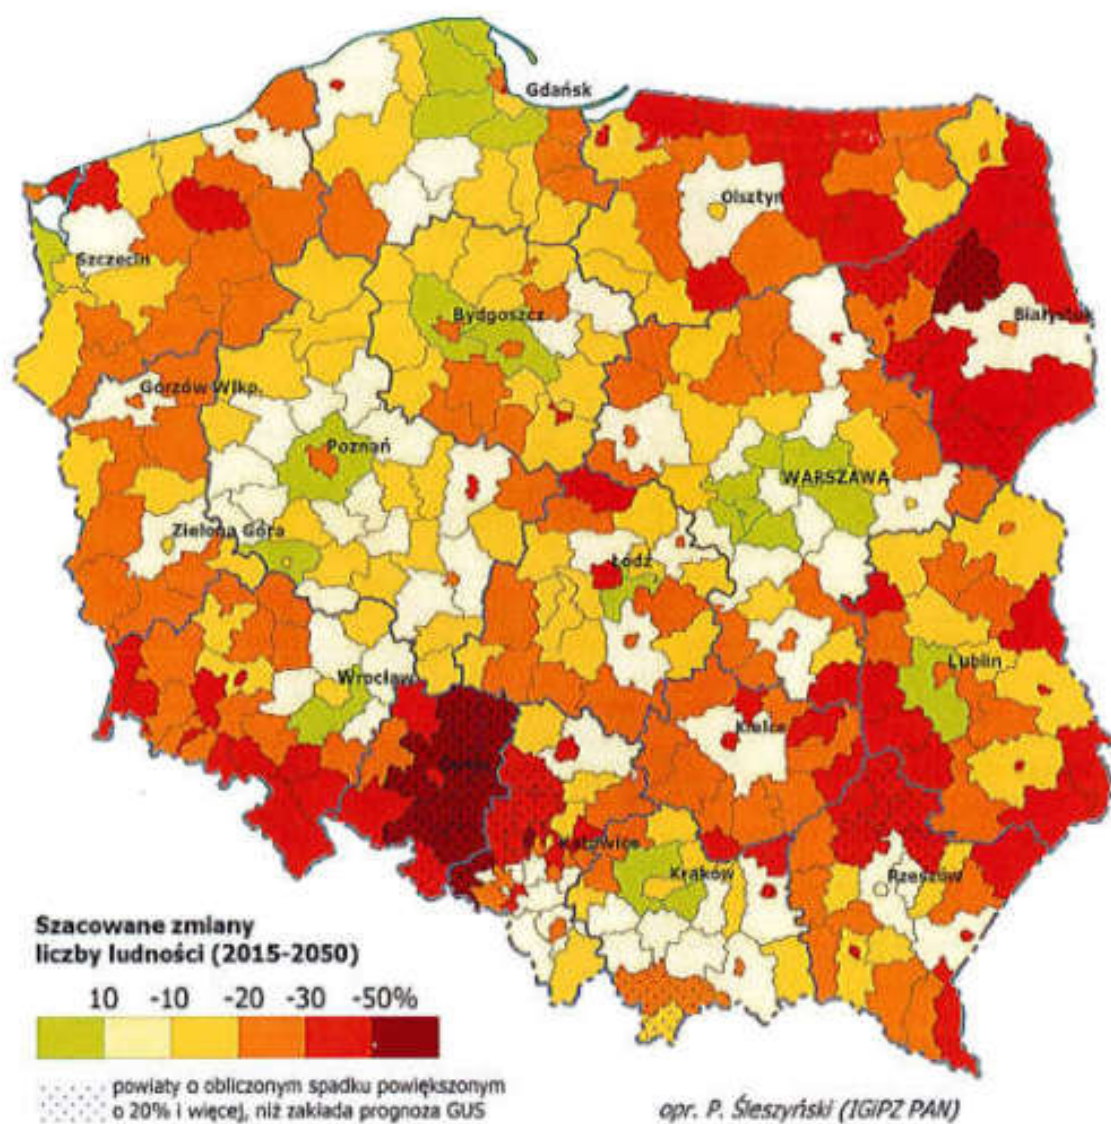 Gdańsk
Olsztyn
Szczecin
Bydgoszcz
Białystok
Gorzów Wlkp.
Poznań
WARSZAWA
Zielona Góra
Łódź
Wrocław
Lublin
Kielce
Opole
Katowice
Kraków
Rzeszów
Szacowane zmiany
liczby ludności (2015-2050)
10 -10 -20 -30 -50%
powiaty o obliczonym spadku powiększonym
o 20% i więcej, niż zakłada prognoza GUS
opr. P. Śleszyński (IGiPZ PAN)